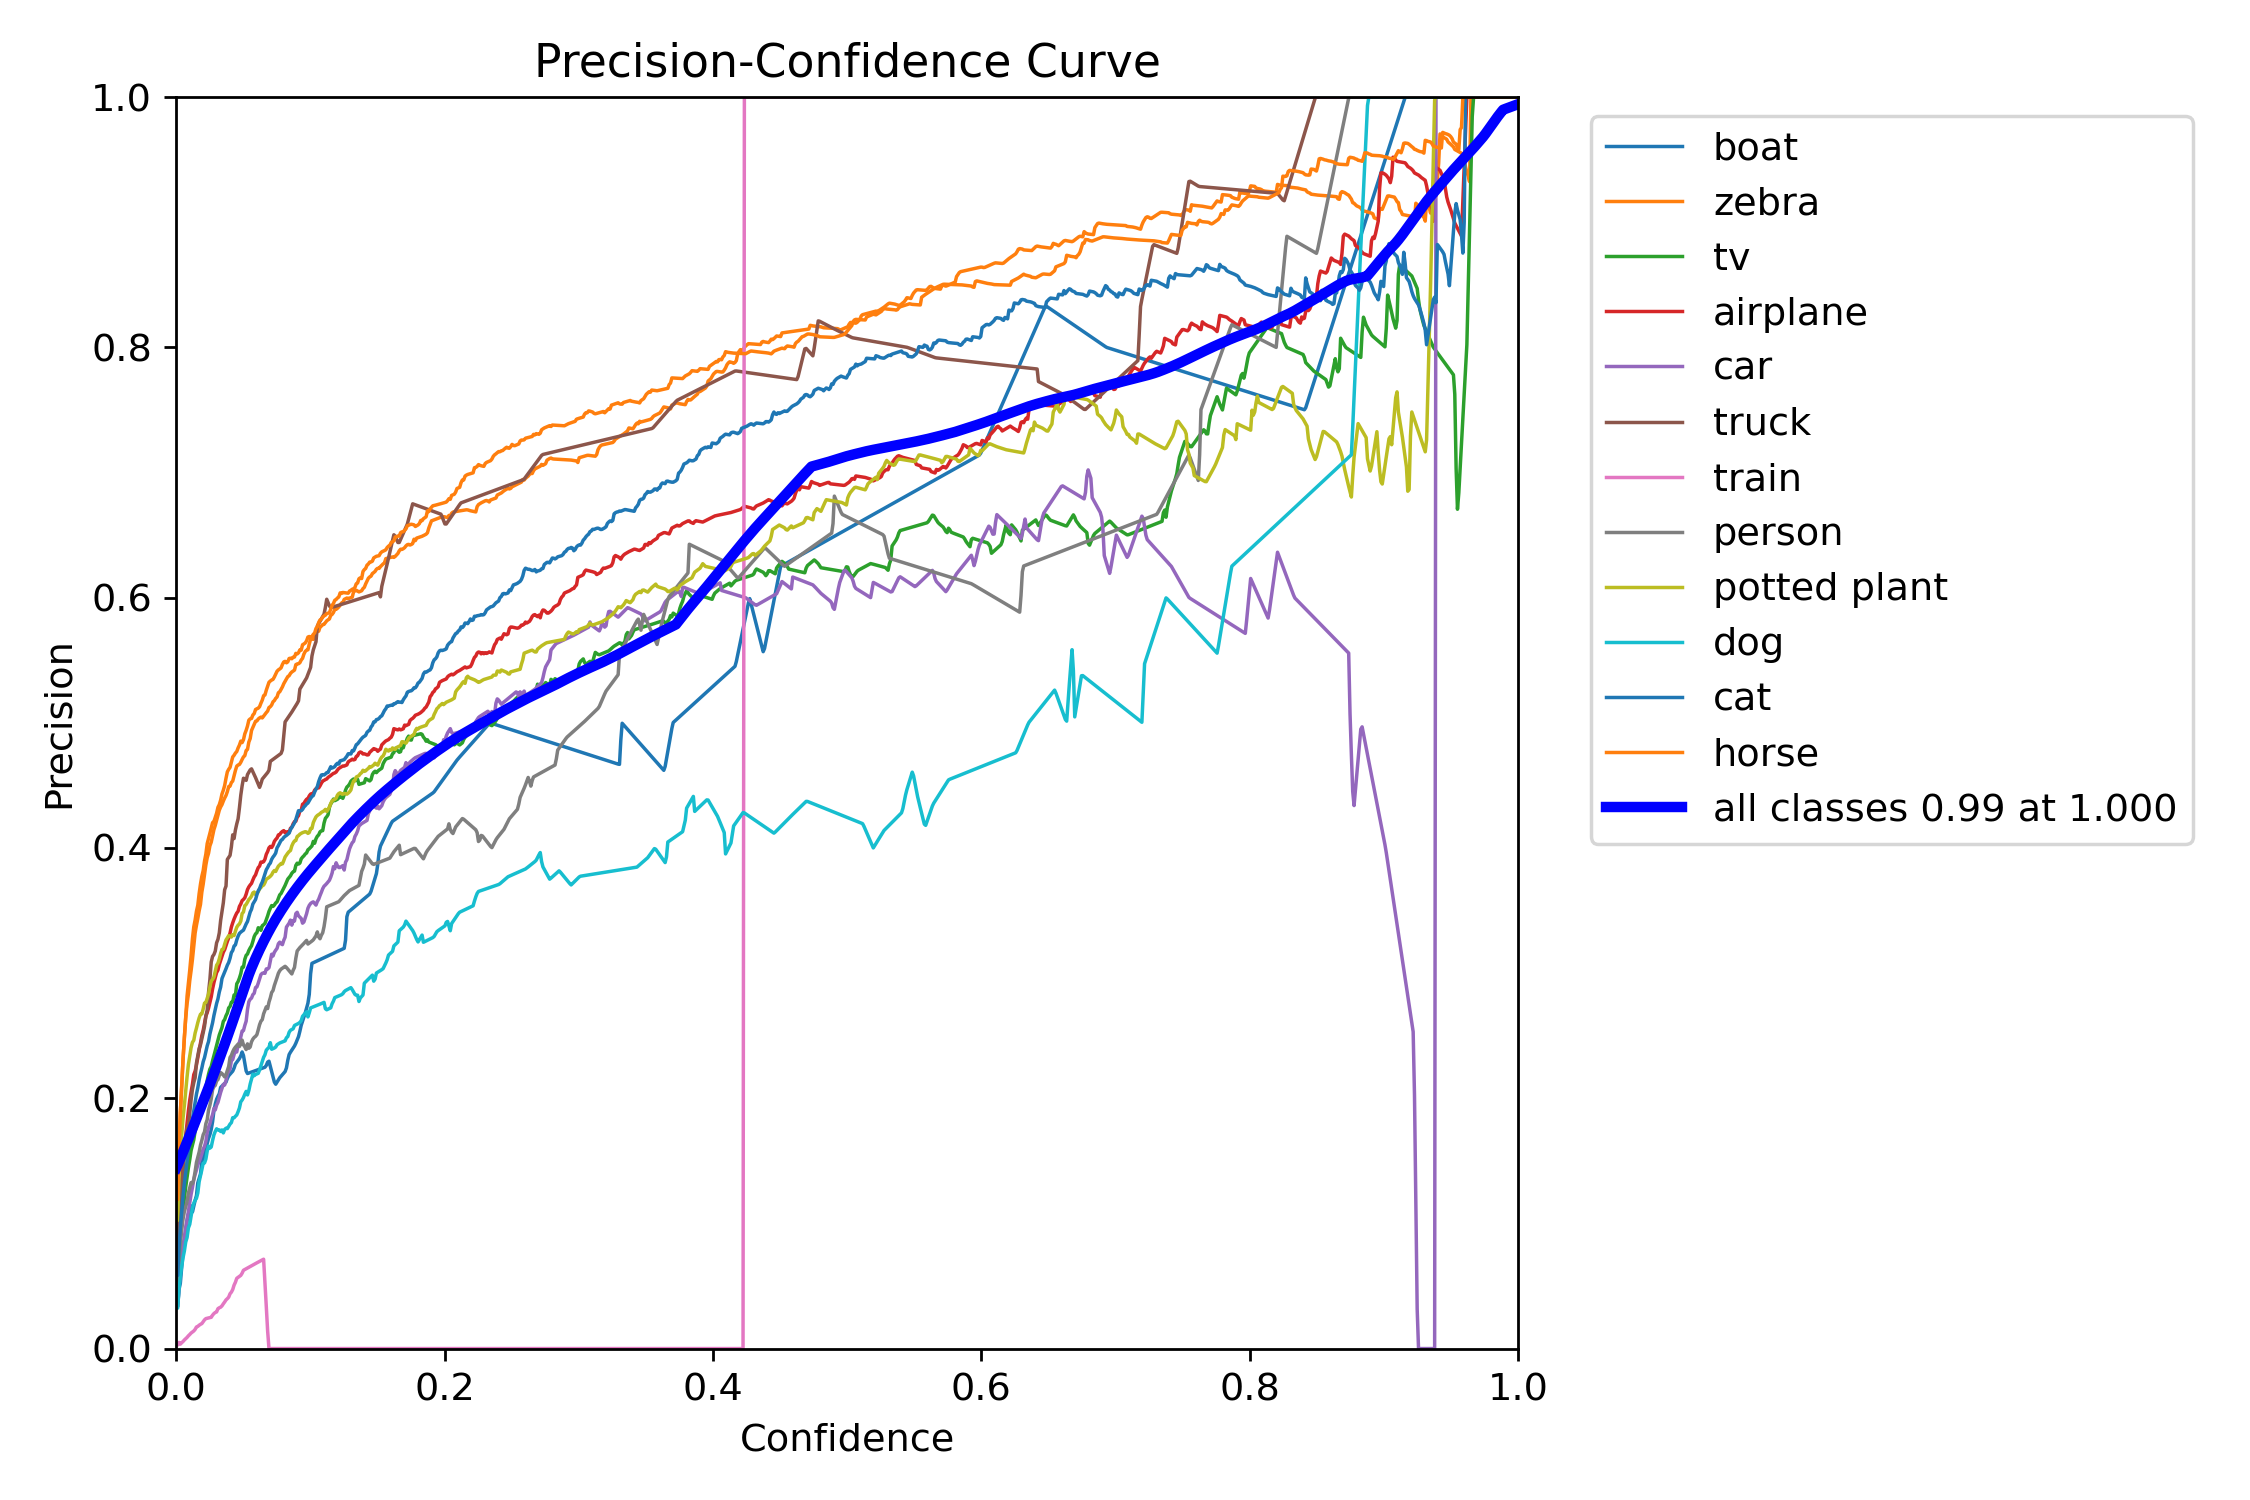 Precision-Confidence Curve
1.0
0.8
0.6
0.4
0.2
0.0
Precision
0.0 0.2 0.4 0.6 0.8 1.0
Confidence
boat
zebra
tv
airplane
car
truck
train
person
potted plant
dog
cat
horse
all classes 0.99 at 1.000